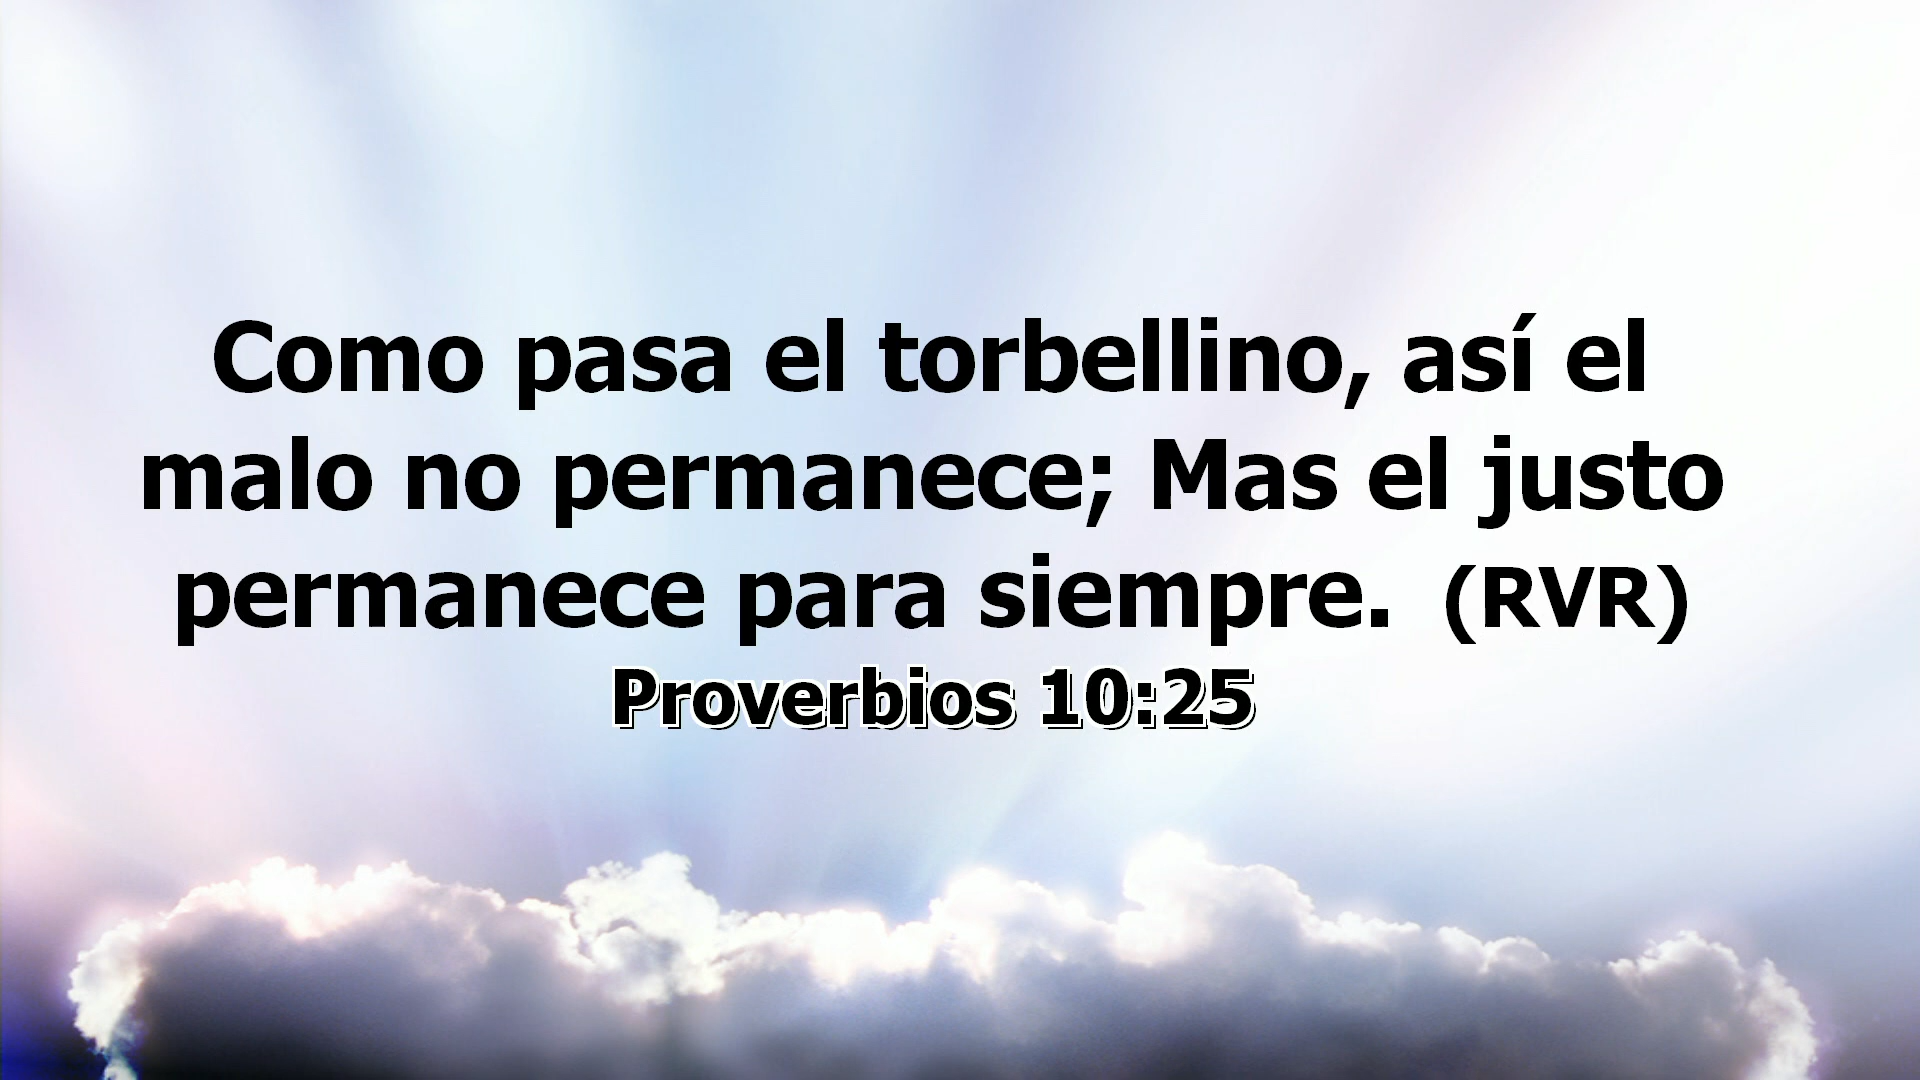 Como pasa el torbellino, así el
malo no permanece; Mas el justo
permanece para siempre. (RVR)
Proverbios 10:25